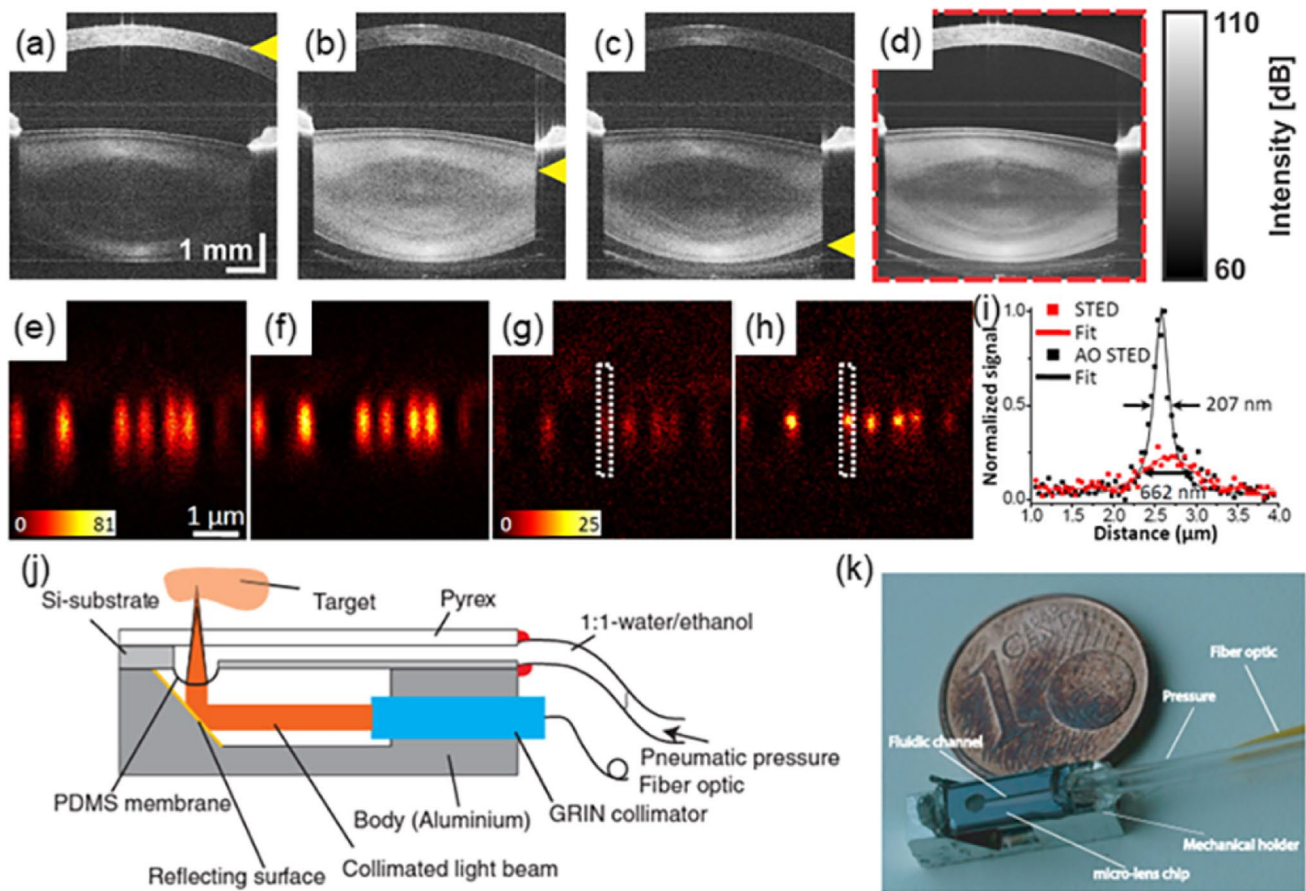 (a)
(b)
(c)
(d)
1 mm
110
Intensity [dB]
60
(e)
(f)
(g)
(h)
0 81
1 µm
0 25
(i)
STED
Fit
AO STED
Fit
207 nm
662 nm
Normalized signal
1.0
0.5
0.0
1.0 1.5 2.0 2.5 3.0 3.5 4.0
Distance (µm)
(j)
Si-substrate
Target
Pyrex
1:1-water/ethanol
Pneumatic pressure
Fiber optic
PDMS membrane
Body (Aluminium)
GRIN collimator
Reflecting surface
Collimated light beam
(k)
1
CENT
Fiber optic
Pressure
Fluidic channel
Mechanical holder
micro-lens chip